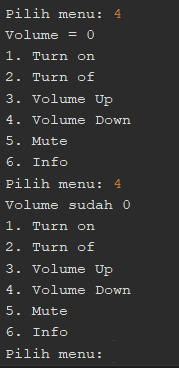 Pilih menu: 4
Volume = 0
1. Turn on
2. Turn of
3. Volume Up
4. Volume Down
5. Mute
6. Info
Pilih menu: 4
Volume sudah 0
1. Turn on
2. Turn of
3. Volume Up
4. Volume Down
5. Mute
6. Info
Pilih menu: